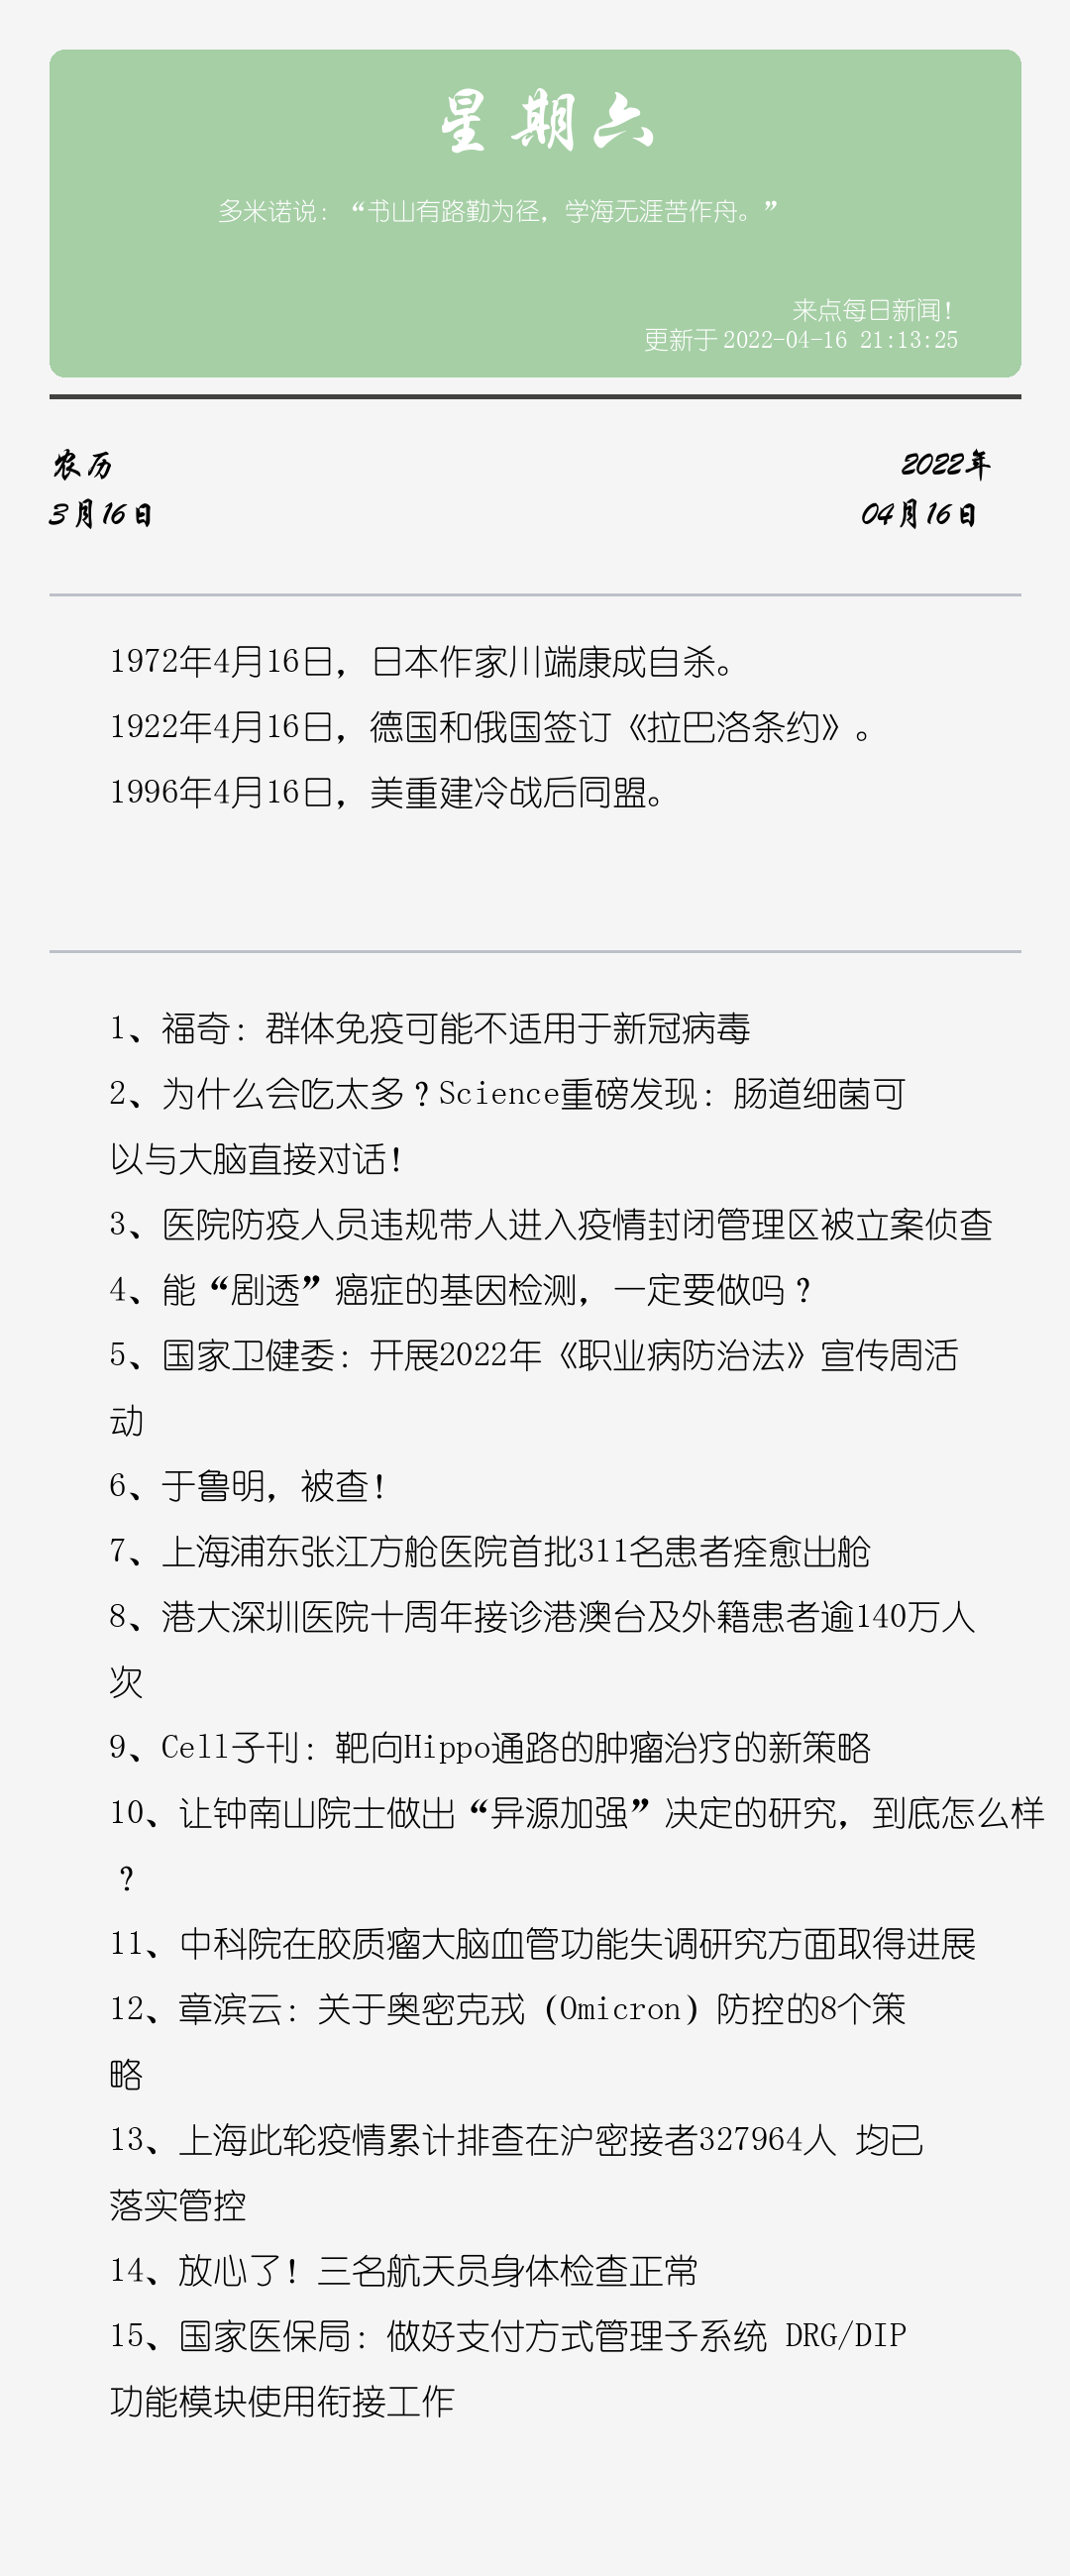 星期六
多米诺说：“书山有路勤为径，学海无涯苦作舟。”
来点每日新闻！
更新于 2022-04-16 21:13:25
农历
2022年
3月16日
04月16日
1972年4月16日，日本作家川端康成自杀。
1922年4月16日，德国和俄国签订《拉巴洛条约》。
1996年4月16日，美重建冷战后同盟。
1、福奇：群体免疫可能不适用于新冠病毒
2、为什么会吃太多？Science重磅发现：肠道细菌可
以与大脑直接对话！
3、医院防疫人员违规带人进入疫情封闭管理区被立案侦查
4、能“剧透”癌症的基因检测，一定要做吗？
5、国家卫健委：开展2022年《职业病防治法》宣传周活
动
6、于鲁明，被查！
7、上海浦东张江方舱医院首批311名患者痊愈出舱
8、港大深圳医院十周年接诊港澳台及外籍患者逾140万人
次
9、Cell子刊：靶向Hippo通路的肿瘤治疗的新策略
10、让钟南山院士做出“异源加强”决定的研究，到底怎么样
？
11、中科院在胶质瘤大脑血管功能失调研究方面取得进展
12、章滨云：关于奥密克戎（Omicron）防控的8个策
略
13、上海此轮疫情累计排查在沪密接者327964人 均已
落实管控
14、放心了！三名航天员身体检查正常
15、国家医保局：做好支付方式管理子系统 DRG/DIP
功能模块使用衔接工作